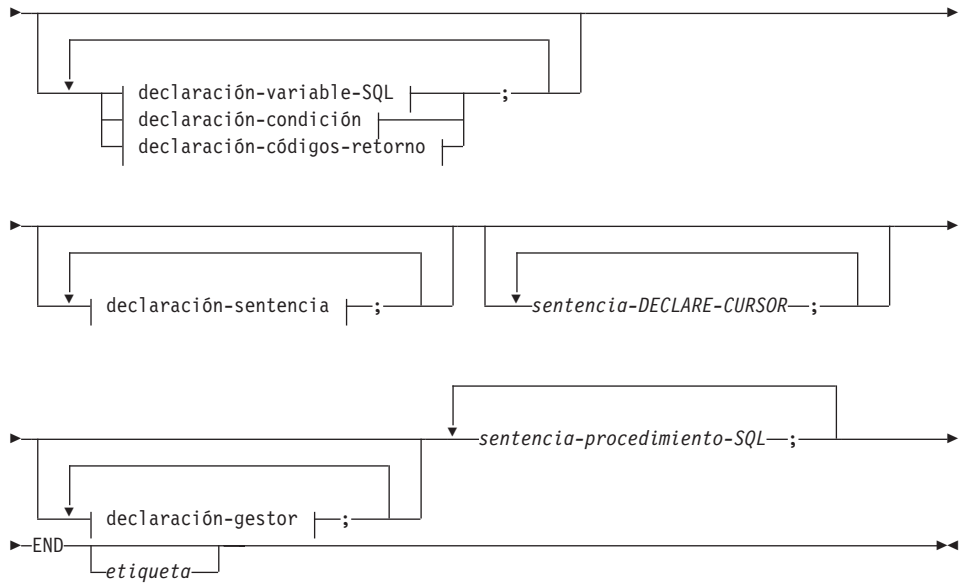 declaración-variable-SQL ;
declaración-condición
declaración-códigos-retorno
declaración-sentencia ; sentencia-DECLARE-CURSOR ;
sentencia-procedimiento-SQL ;
declaración-gestor ;
END
etiqueta